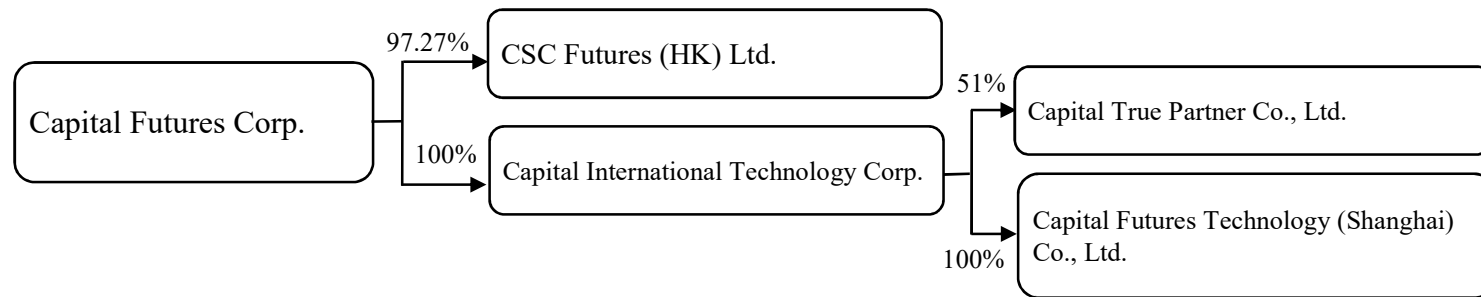 97.27%
CSC Futures (HK) Ltd.
51%
Capital Futures Corp.
Capital True Partner Co., Ltd.
100%
Capital International Technology Corp.
Capital Futures Technology (Shanghai)
Co., Ltd.
100%